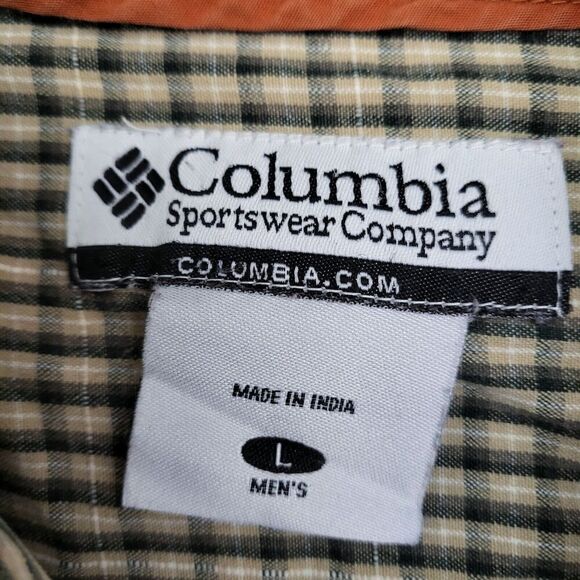 Columbia
Sportswear Company
COLUMBIA.COM
MADE IN INDIA
L
MEN'S